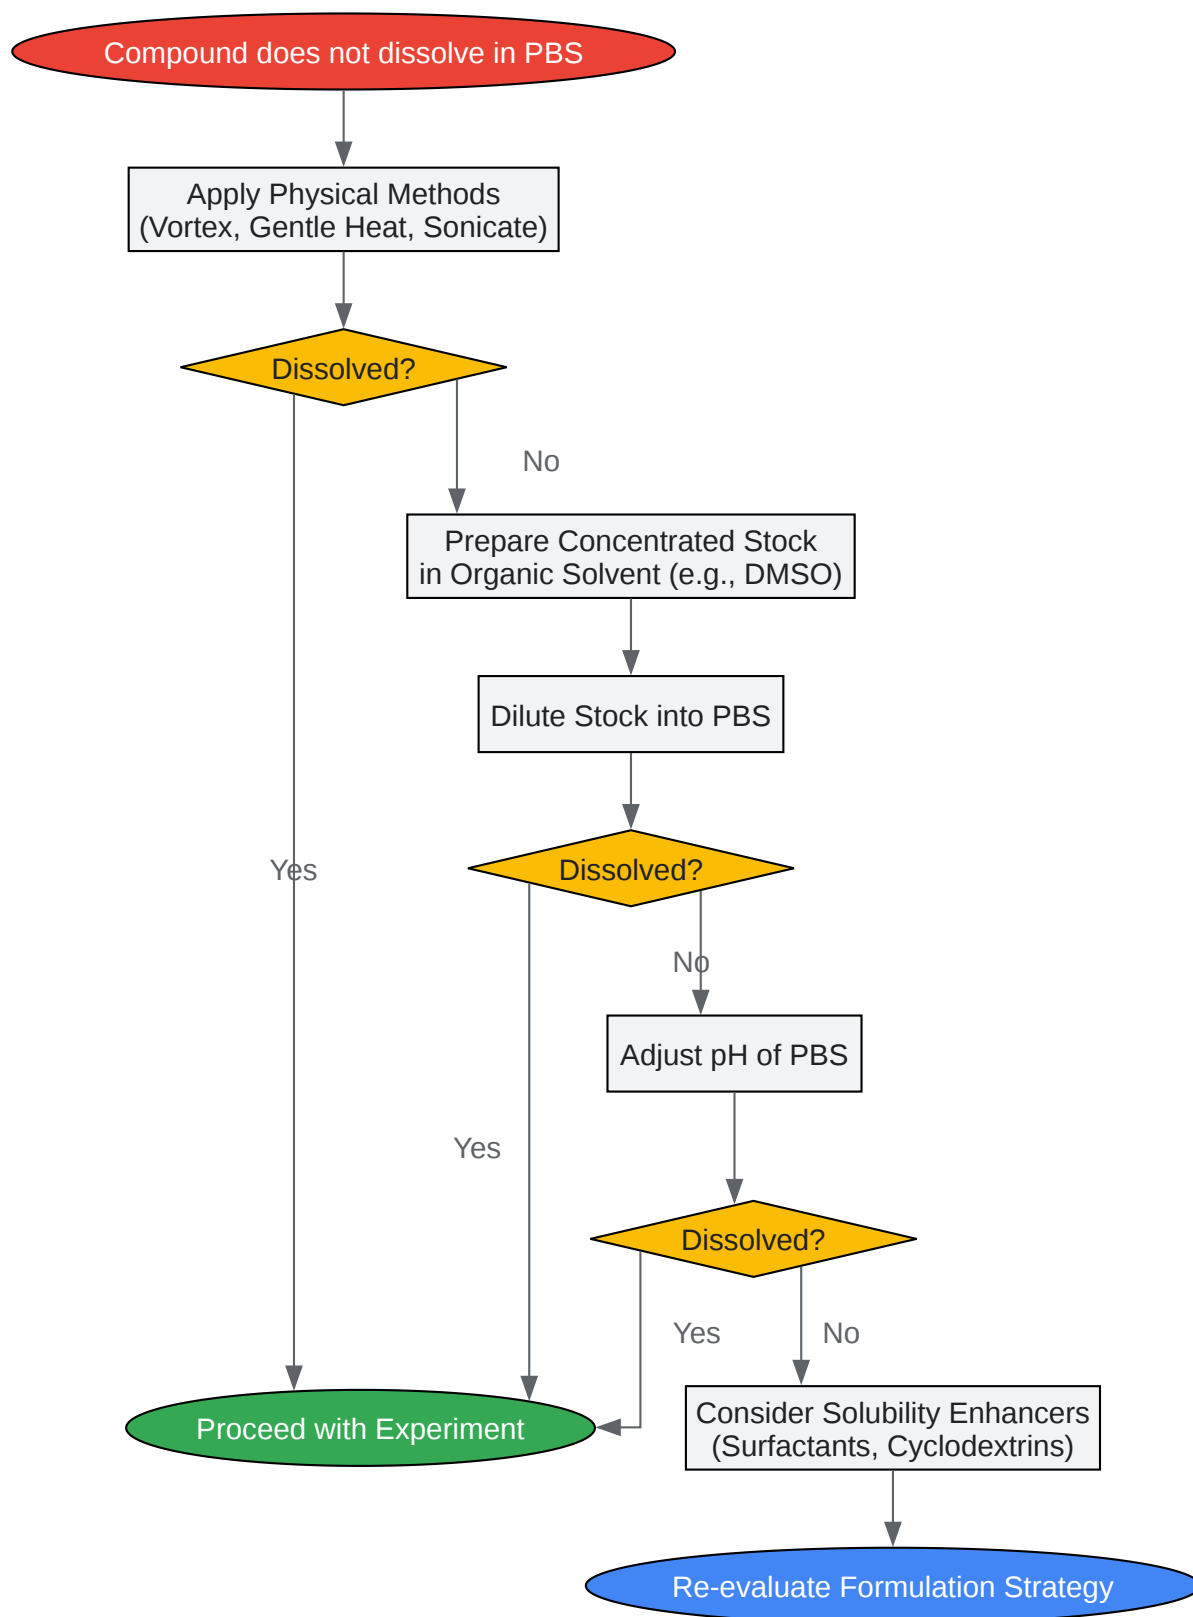 Compound does not dissolve in PBS
Apply Physical Methods
(Vortex, Gentle Heat, Sonicate)
Dissolved?
No
Prepare Concentrated Stock
in Organic Solvent (e.g., DMSO)
Dilute Stock into PBS
Yes
Dissolved?
No
Adjust pH of PBS
Yes
Dissolved?
Yes
No
Proceed with Experiment
Consider Solubility Enhancers
(Surfactants, Cyclodextrins)
Re-evaluate Formulation Strategy